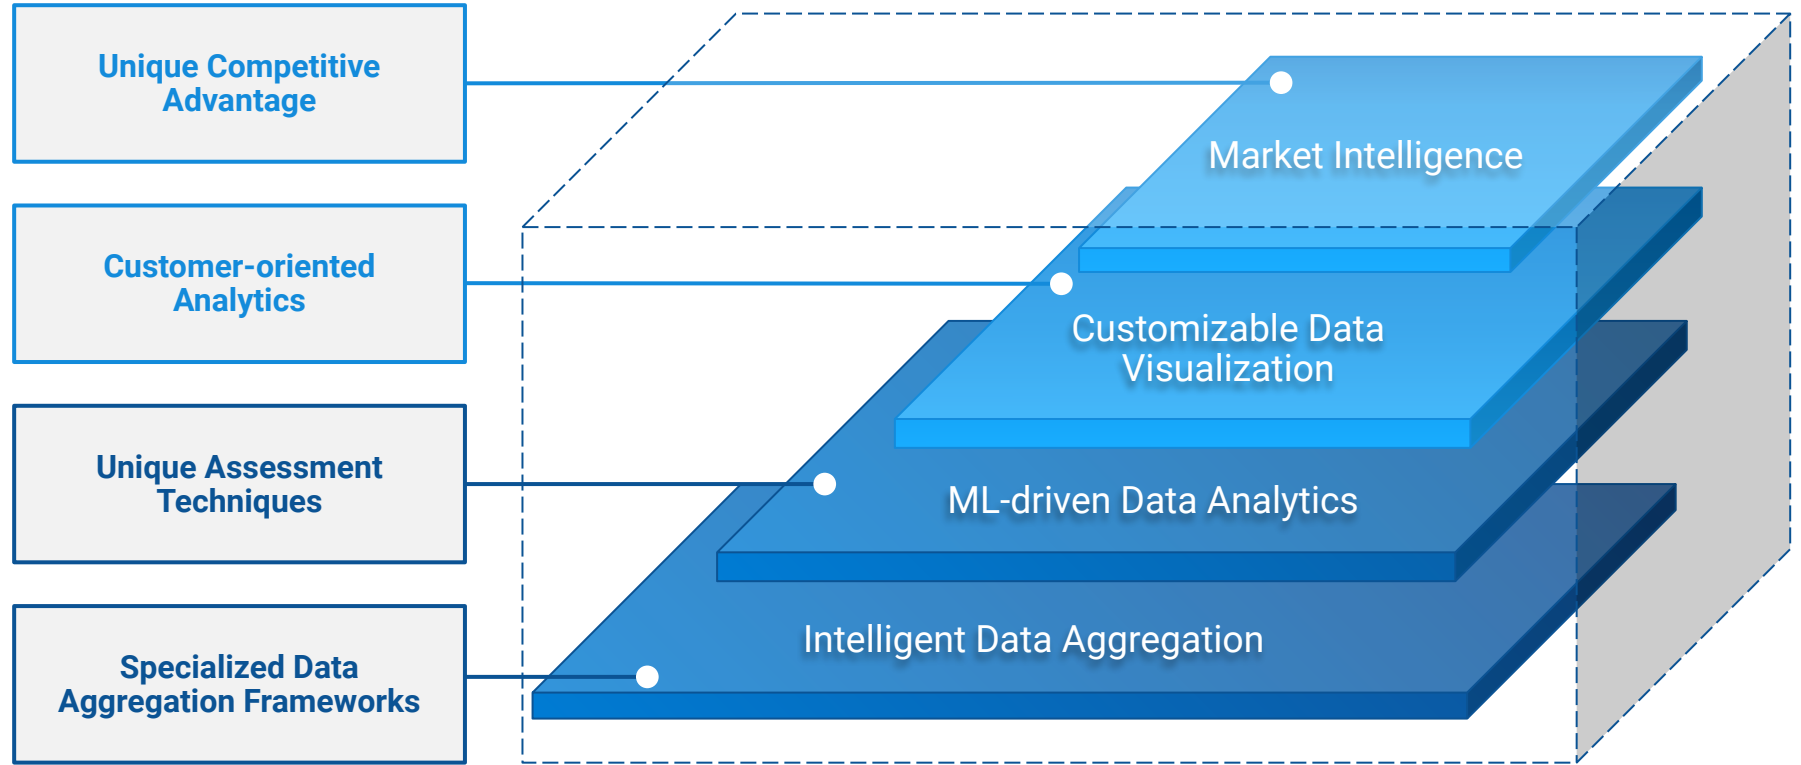 Unique Competitive
Advantage
Market Intelligence
Customer-oriented
Analytics
Customizable Data
Visualization
Unique Assessment
Techniques
ML-driven Data Analytics
Specialized Data
Aggregation Frameworks
Intelligent Data Aggregation